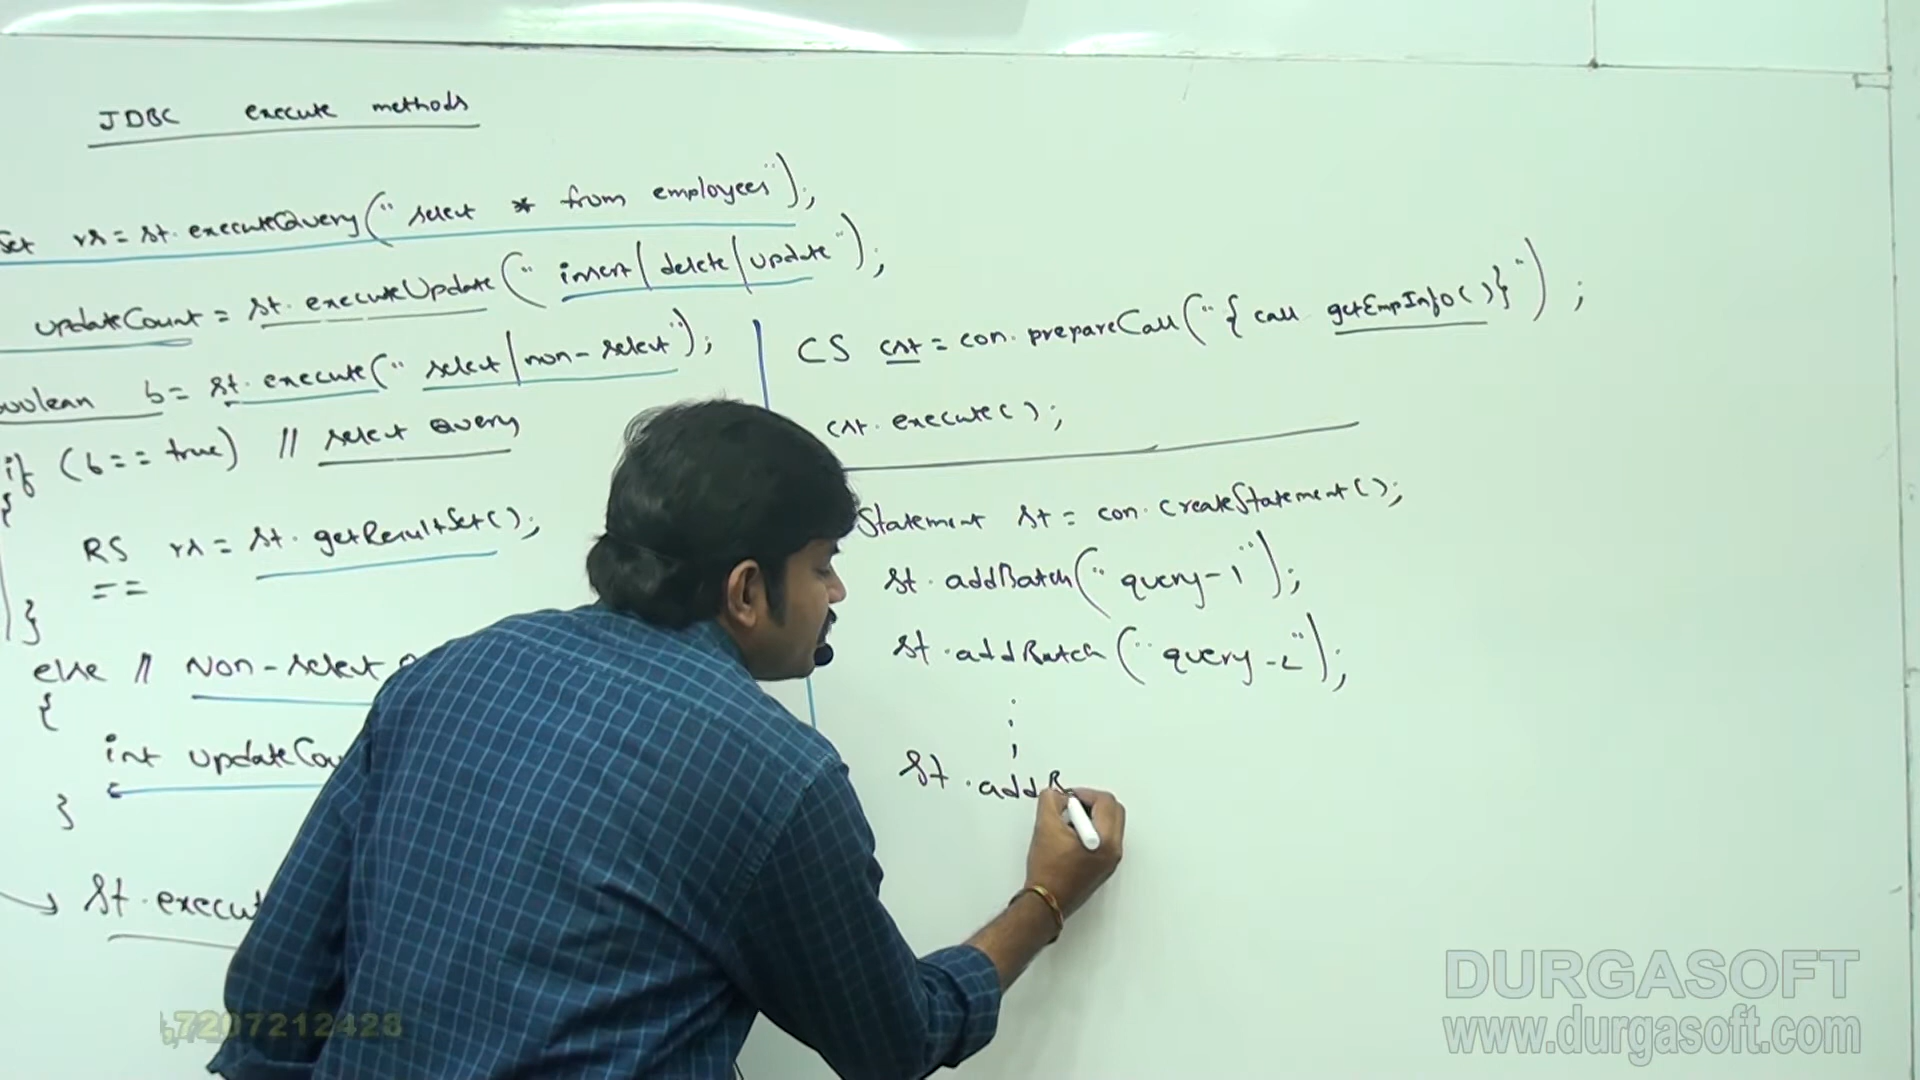 JDBC execute methods
rs = st.executeQuery("select * from employees");
updateCount = st.executeUpdate("insert/delete/update");
boolean b = st.execute("select/non-select");
if (b == true) // select Query
{
RS rs = st.getResultSet();
==
}
else // Non-select
{
int updateCou
}
→ st.execut
CS cst = con.prepareCall("{call getEmpInfo()}");
cst.execute();
Statement st = con.createStatement();
st.addBatch("query-1");
st.addBatch("query-2");
st.addB
7207212428
DURGASOFT
www.durgasoft.com